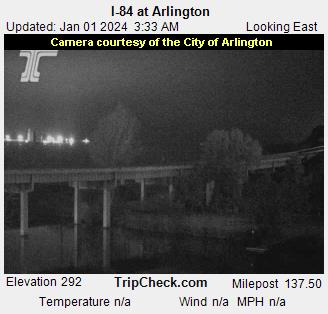 I-84 at Arlington
Updated: Jan 01 2024 3:33 AM Looking East
Camera courtesy of the City of Arlington
Elevation 292 TripCheck.com Milepost 137.50
Temperature n/a Wind n/a MPH n/a